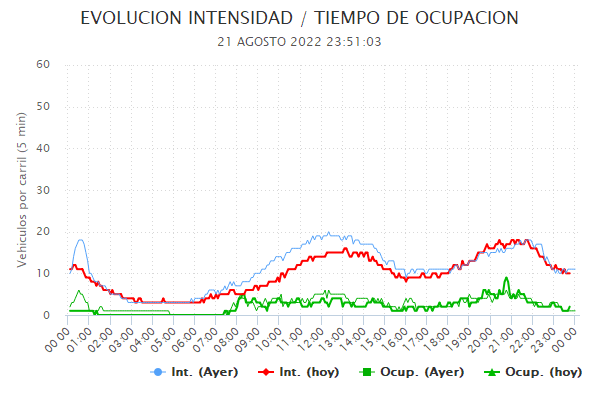 EVOLUCION INTENSIDAD / TIEMPO DE OCUPACION
21 AGOSTO 2022 23:51:03
Vehiculos por carril (5 min)
60
50
40
30
20
10
0
00:00 01:00 02:00 03:00 04:00 05:00 06:00 07:00 08:00 09:00 10:00 11:00 12:00 13:00 14:00 15:00 16:00 17:00 18:00 19:00 20:00 21:00 22:00 23:00 00:00
Int. (Ayer) Int. (hoy) Ocup. (Ayer) Ocup. (hoy)